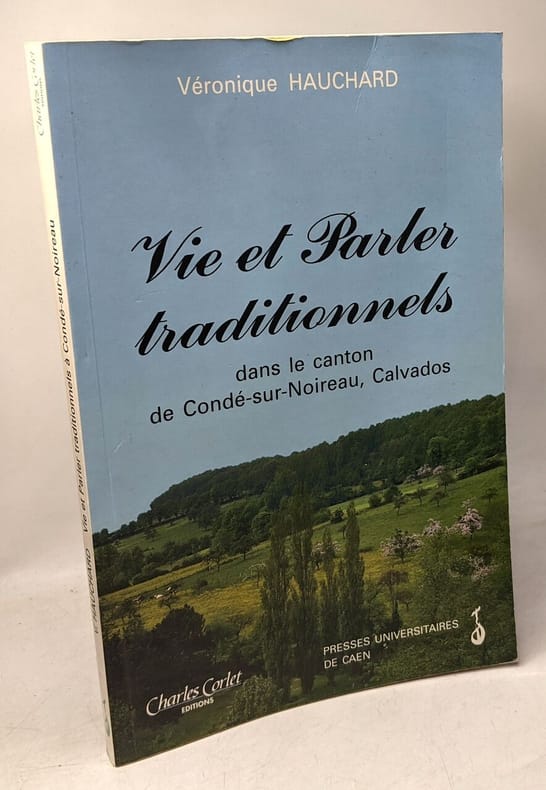 Véronique HAUCHARD
Vie et Parler
traditionnels
dans le canton
de Condé-sur-Noireau, Calvados
PRESSES UNIVERSITAIRES
DE CAEN
Charles Corlet
EDITIONS
HAUCHARD Vie et Parler traditionnels à Condé-sur-Noireau
Charles Corlet